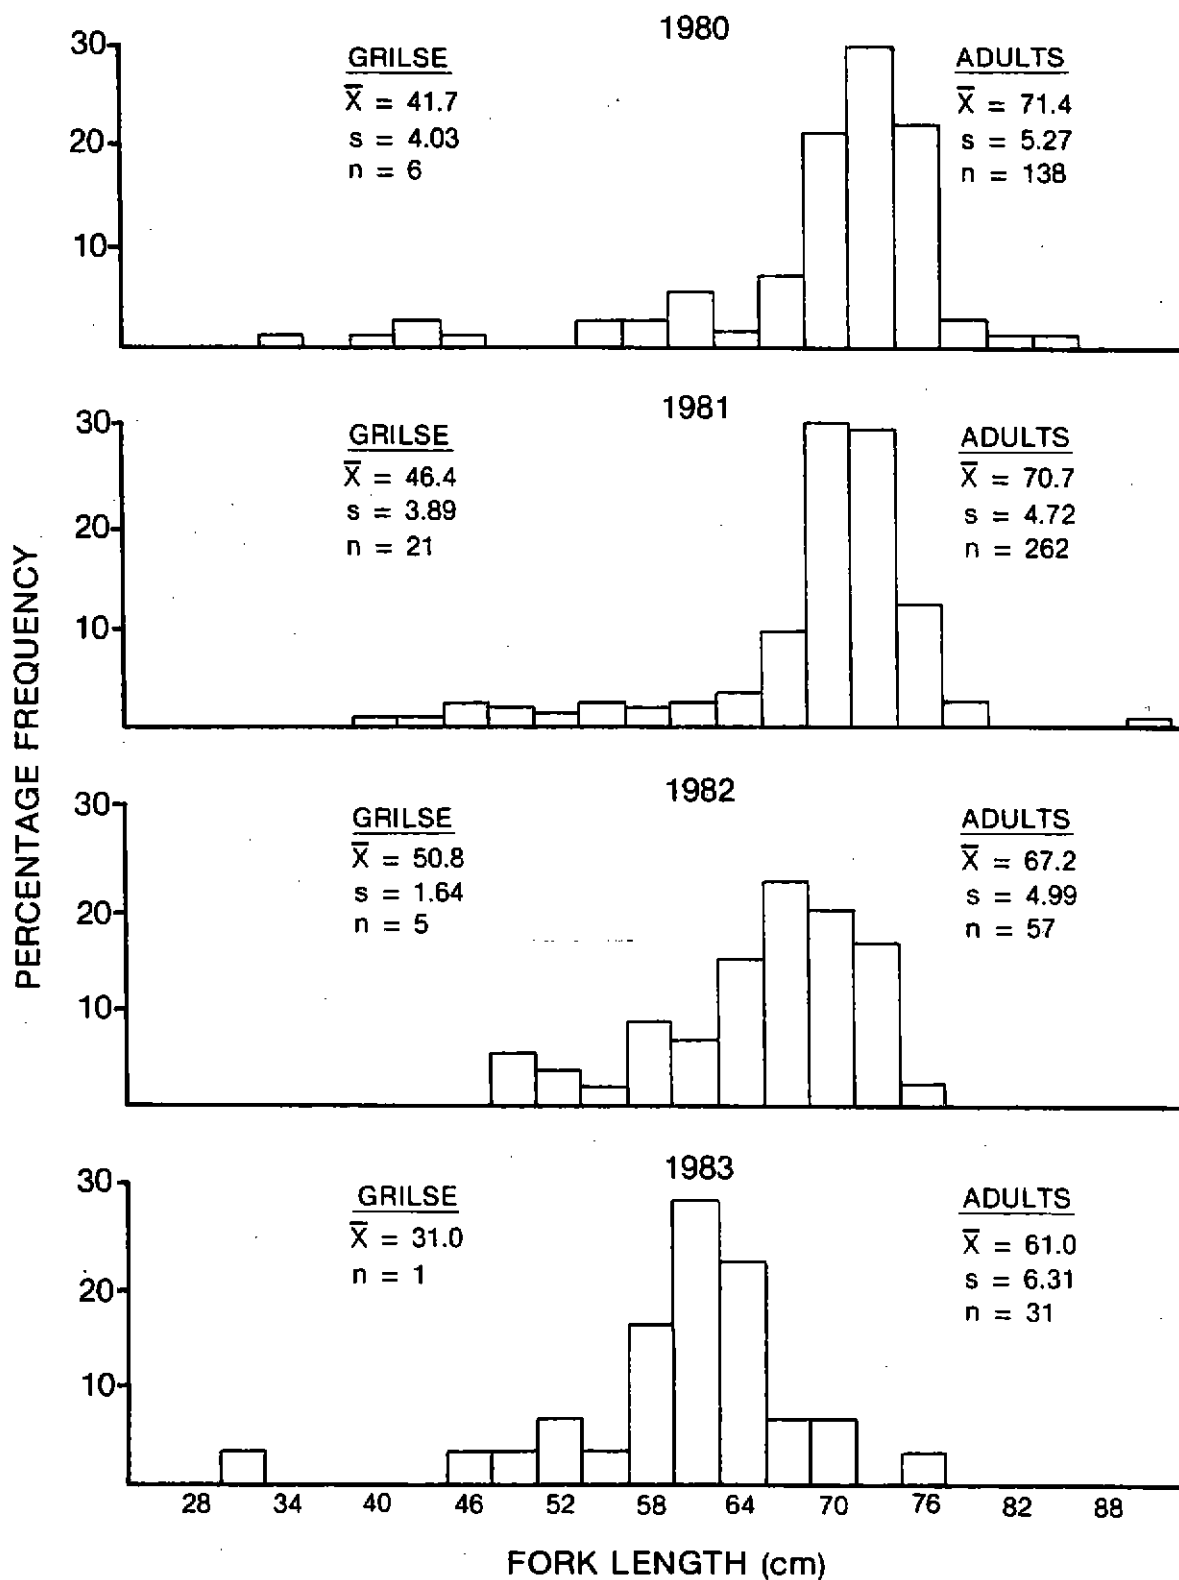 1980
30
20
10
GRILSE
X̅ = 41.7
s = 4.03
n = 6
ADULTS
X̅ = 71.4
s = 5.27
n = 138
1981
30
20
10
GRILSE
X̅ = 46.4
s = 3.89
n = 21
ADULTS
X̅ = 70.7
s = 4.72
n = 262
PERCENTAGE FREQUENCY
1982
30
20
10
GRILSE
X̅ = 50.8
s = 1.64
n = 5
ADULTS
X̅ = 67.2
s = 4.99
n = 57
1983
30
20
10
GRILSE
X̅ = 31.0
n = 1
ADULTS
X̅ = 61.0
s = 6.31
n = 31
28 34 40 46 52 58 64 70 76 82 88
FORK LENGTH (cm)